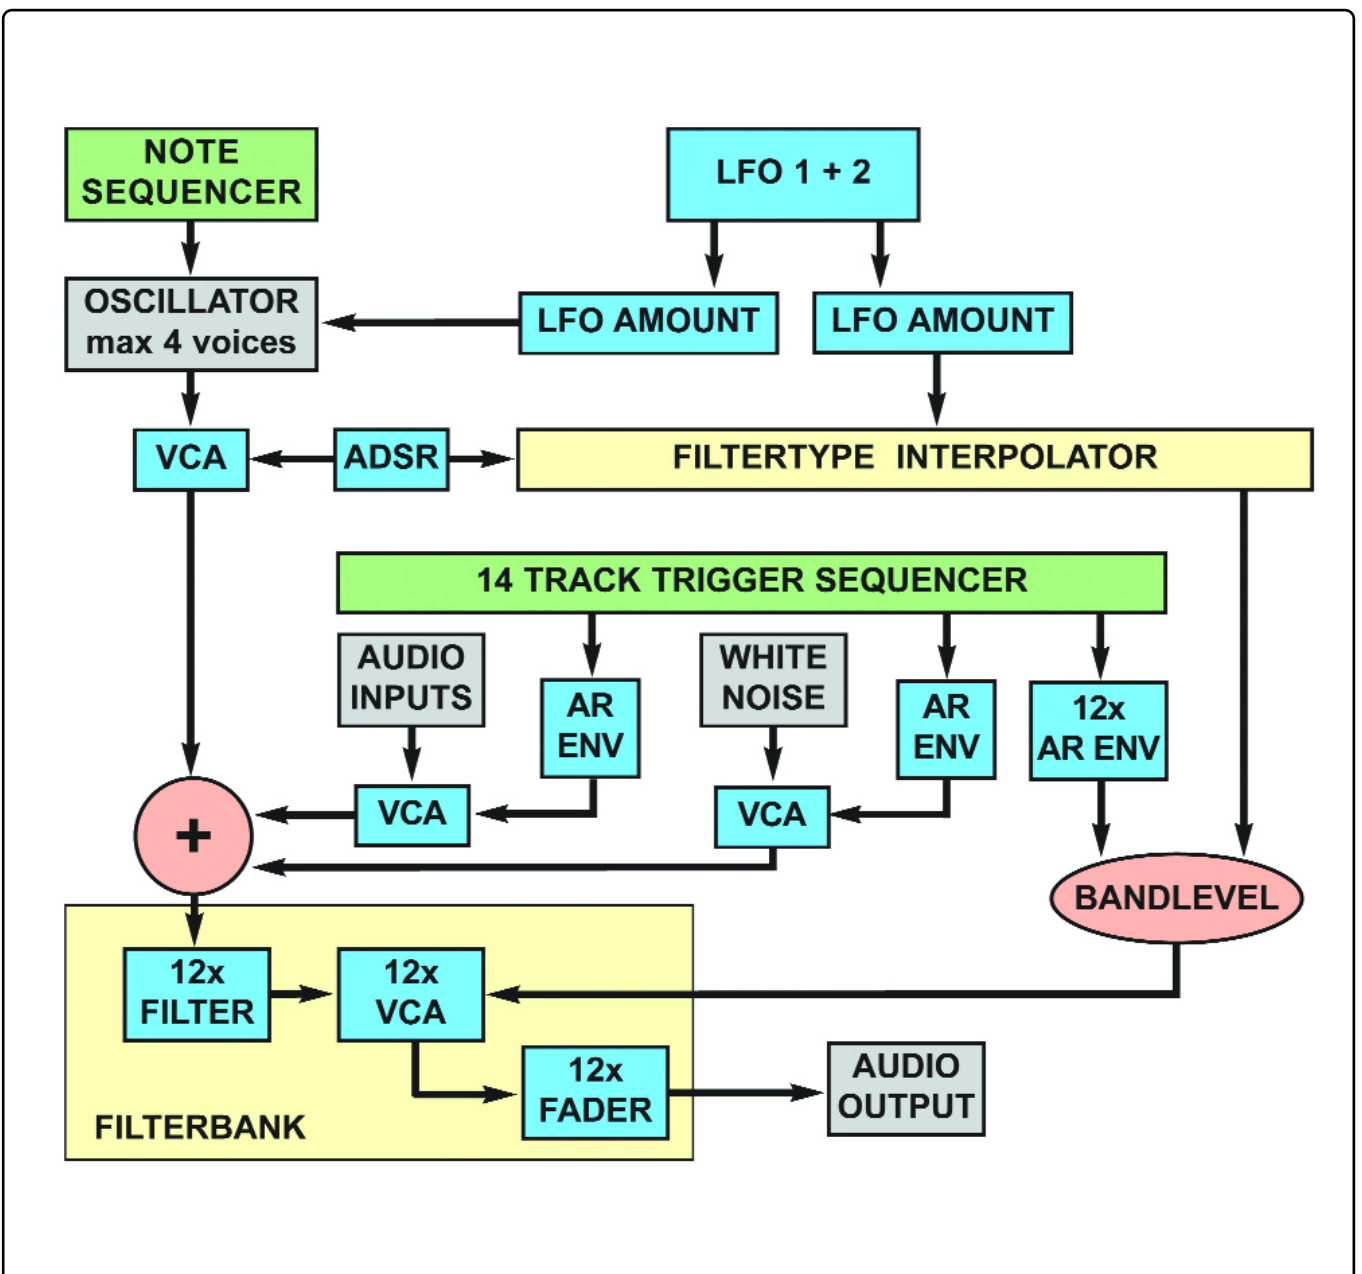 NOTE
SEQUENCER
LFO 1 + 2
OSCILLATOR
max 4 voices
LFO AMOUNT
LFO AMOUNT
VCA
ADSR
FILTERTYPE INTERPOLATOR
14 TRACK TRIGGER SEQUENCER
AUDIO
INPUTS
AR
ENV
WHITE
NOISE
AR
ENV
12x
AR ENV
VCA
VCA
+
BANDLEVEL
12x
FILTER
12x
VCA
12x
FADER
AUDIO
OUTPUT
FILTERBANK